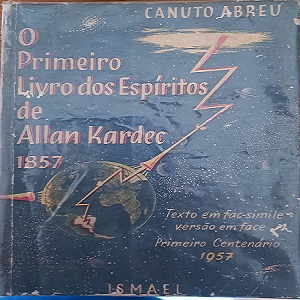 CANUTO ABREU
O
Primeiro
Livro dos Espíritos
de
Allan Kardec
1857
Texto em fac-simile
versão em face
Primeiro Centenário
1957
ISMAEL